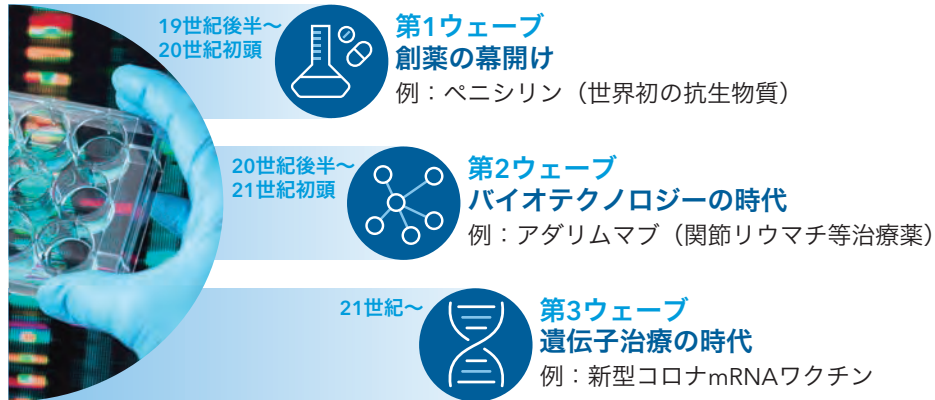 19世紀後半〜
20世紀初頭
第1ウェーブ
創薬の幕開け
例：ペニシリン（世界初の抗生物質）
20世紀後半〜
21世紀初頭
第2ウェーブ
バイオテクノロジーの時代
例：アダリムマブ（関節リウマチ等治療薬）
21世紀〜
第3ウェーブ
遺伝子治療の時代
例：新型コロナmRNAワクチン